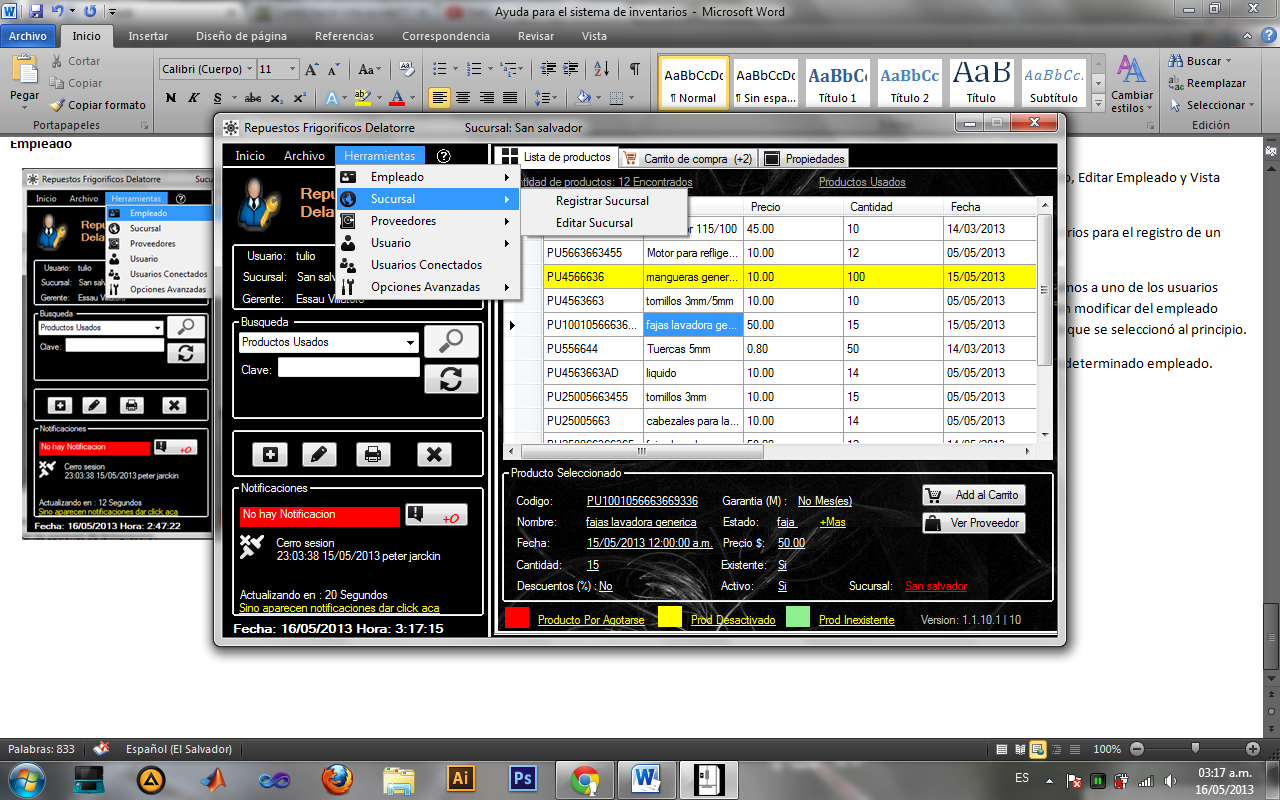 Ayuda para el sistema de inventarios - Microsoft Word
Archivo Inicio Insertar Diseño de página Referencias Correspondencia Revisar Vista
Pegar
Cortar
Copiar
Copiar formato
Portapapeles
Calibri (Cuerpo) 11
N K S abc x₂ x²
AaBbCcDc AaBbCcDc AaBbC AaBbCc AaB AaBbCc.
¶ Normal ¶ Sin espa... Título 1 Título 2 Título Subtítulo
Cambiar estilos
Buscar
Reemplazar
Seleccionar
Edición
Empleado
Repuestos Frigorificos Delatorre
Inicio Archivo Herramientas
Empleado
Sucursal
Proveedores
Usuario
Usuarios Conectados
Opciones Avanzadas
Usuario: tulio
Sucursal: San salv
Gerente: Essau Villatoro
Busqueda
Productos Usados
Clave:
Notificaciones
No hay Notificacion
+0
Cerro sesion
23:03:38 15/05/2013 peter jarckin
Actualizando en : 12 Segundos
Sino aparecen notificaciones dar click aca
Fecha: 16/05/2013 Hora: 2:47:22
Repuestos Frigorificos Delatorre Sucursal: San salvador
Inicio Archivo Herramientas
Empleado
Sucursal
Proveedores
Usuario
Usuarios Conectados
Opciones Avanzadas
Registrar Sucursal
Editar Sucursal
Usuario: tulio
Sucursal: San salv
Gerente: Essau Villatoro
Busqueda
Productos Usados
Clave:
Notificaciones
No hay Notificacion
+0
Cerro sesion
23:03:38 15/05/2013 peter jarckin
Actualizando en : 20 Segundos
Sino aparecen notificaciones dar click aca
Fecha: 16/05/2013 Hora: 3:17:15
Lista de productos Carrito de compra (+2) Propiedades
ntidad de productos: 12 Encontrados Productos Usados
Precio Cantidad Fecha
or 115/100 45.00 10 14/03/2013
PU5663663455 Motor para reflige... 10.00 12 05/05/2013
PU4566636 mangueras gener... 10.00 100 15/05/2013
PU4563663 tornillos 3mm/5mm 10.00 10 05/05/2013
PU10010566636... fajas lavadora ge... 50.00 15 15/05/2013
PU556644 Tuercas 5mm 0.80 50 14/03/2013
PU4563663AD liquido 10.00 14 05/05/2013
PU25005663455 tornillos 3mm 10.00 15 05/05/2013
PU25005663 cabezales para la... 10.00 14 05/05/2013
Producto Seleccionado
Codigo: PU1001056663669336 Garantia (M) : No Mes(es)
Nombre: fajas lavadora generica Estado: faja +Mas
Fecha: 15/05/2013 12:00:00 a.m. Precio $: 50.00
Cantidad: 15 Existente: Si
Descuentos (%) : No Activo: Si Sucursal: San salvador
Add al Carrito
Ver Proveedor
Producto Por Agotarse Prod Desactivado Prod Inexistente Version: 1.1.10.1 | 10
o, Editar Empleado y Vista
rios para el registro de un
mos a uno de los usuarios
n modificar del empleado
que se seleccionó al principio.
determinado empleado.
Palabras: 833 Español (El Salvador) 100%
Ai Ps ES 03:17 a.m.
16/05/2013